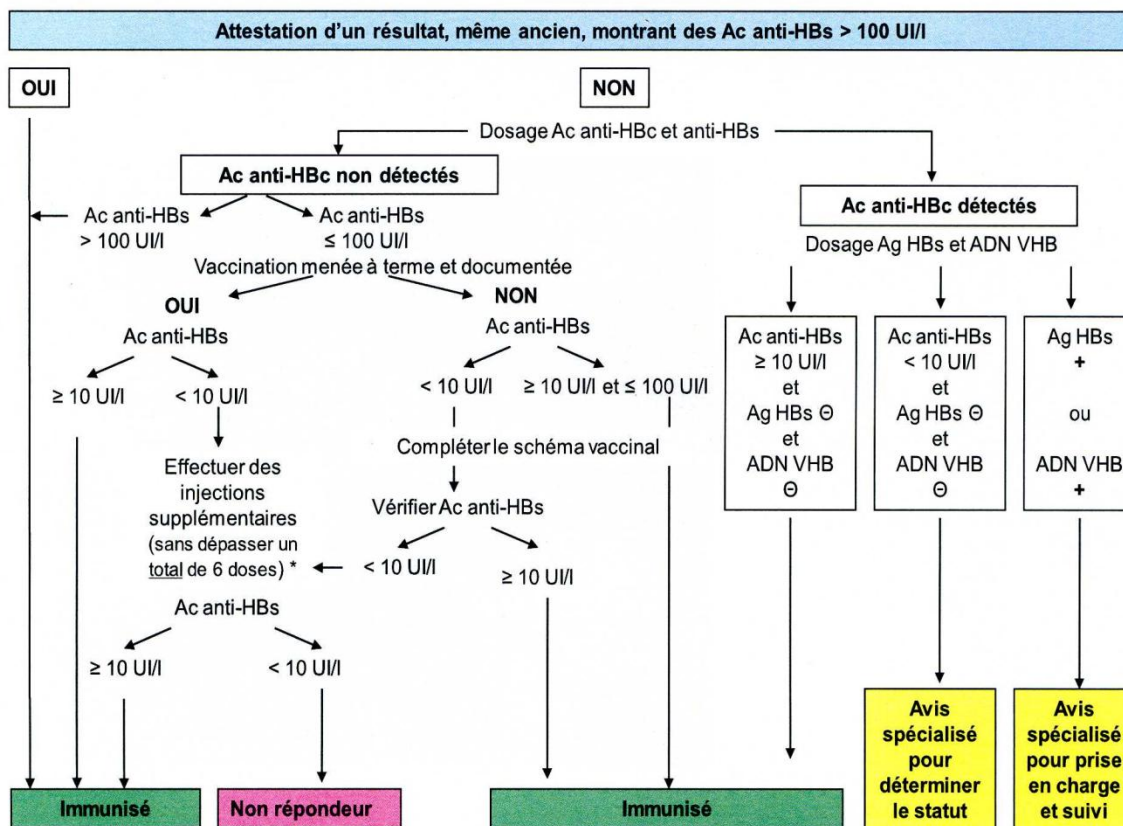 Attestation d'un résultat, même ancien, montrant des Ac anti-HBs > 100 UI/l
OUI
NON
Dosage Ac anti-HBc et anti-HBs
Ac anti-HBc non détectés
Ac anti-HBc détectés
Ac anti-HBs
> 100 UI/l
Ac anti-HBs
≤ 100 UI/l
Dosage Ag HBs et ADN VHB
Vaccination menée à terme et documentée
OUI
Ac anti-HBs
NON
Ac anti-HBs
≥ 10 UI/l
< 10 UI/l
< 10 UI/l
≥ 10 UI/l et ≤ 100 UI/l
Ac anti-HBs
≥ 10 UI/l
et
Ag HBs Θ
et
ADN VHB
Θ
Ac anti-HBs
< 10 UI/l
et
Ag HBs Θ
et
ADN VHB
Θ
Ag HBs
+
ou
ADN VHB
+
Effectuer des
injections
supplémentaires
(sans dépasser un
total de 6 doses) *
Compléter le schéma vaccinal
Vérifier Ac anti-HBs
< 10 UI/l
≥ 10 UI/l
Ac anti-HBs
≥ 10 UI/l
< 10 UI/l
Immunisé
Non répondeur
Immunisé
Avis
spécialisé
pour
déterminer
le statut
Avis
spécialisé
pour prise
en charge
et suivi